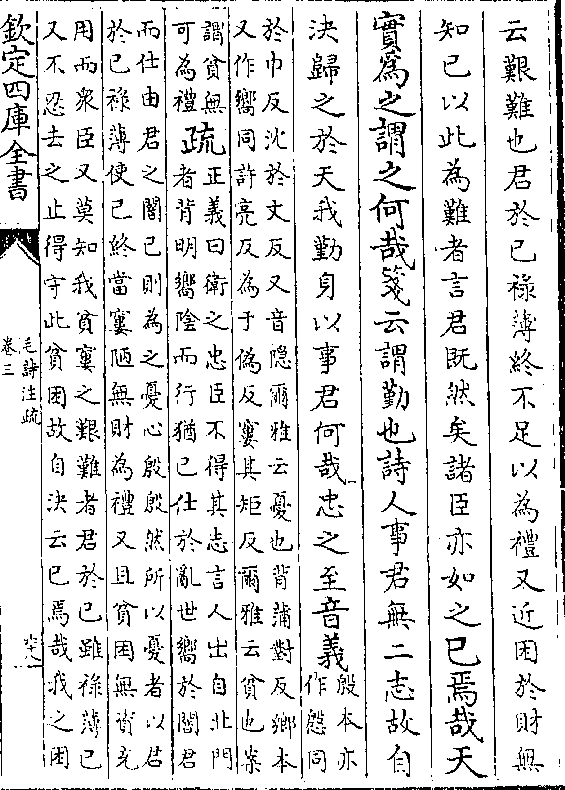 云艱難也君於己祿薄終不足以為禮又近困於財無
知已以此為難者言君既然矣諸臣亦如之已焉哉天
實為之謂之何哉箋云謂勤也詩人事君無二志故自
決歸之於天我勤身以事君何哉忠之至音義殷本亦
作慇同
於巾反沈於文反又音隱爾雅云憂也背蒲對反鄉本
又作嚮同許亮反為于偽反窶其矩反爾雅云貧也案
謂貧無
可為禮疏正義曰衛之忠臣不得其志言人出自北門
者背明嚮陰而行猶已仕於亂世嚮於闇君
而仕由君之闇已則為之憂心殷殷然所以憂者以君
於已祿薄使已終當窶陋無財為禮又且貧困無資充
用而衆臣又莫知我貧窶之艱難者君於已雖祿薄已
又不忍去之止得守此貧困故自決云已焉哉我之困
欽定四庫全書
毛詩注疏
卷三